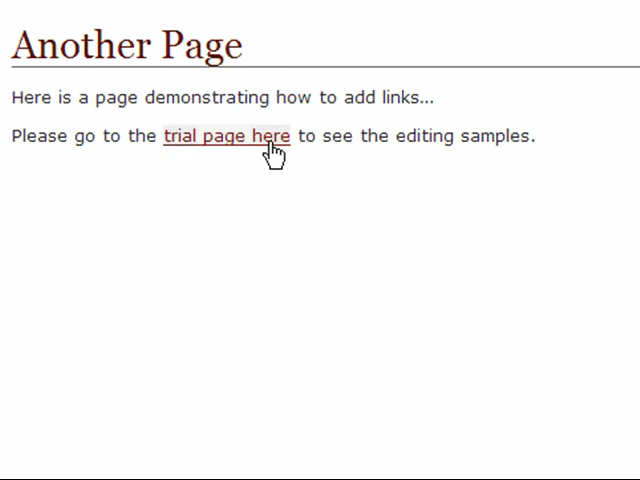 Another Page
Here is a page demonstrating how to add links...
Please go to the trial page here to see the editing samples.